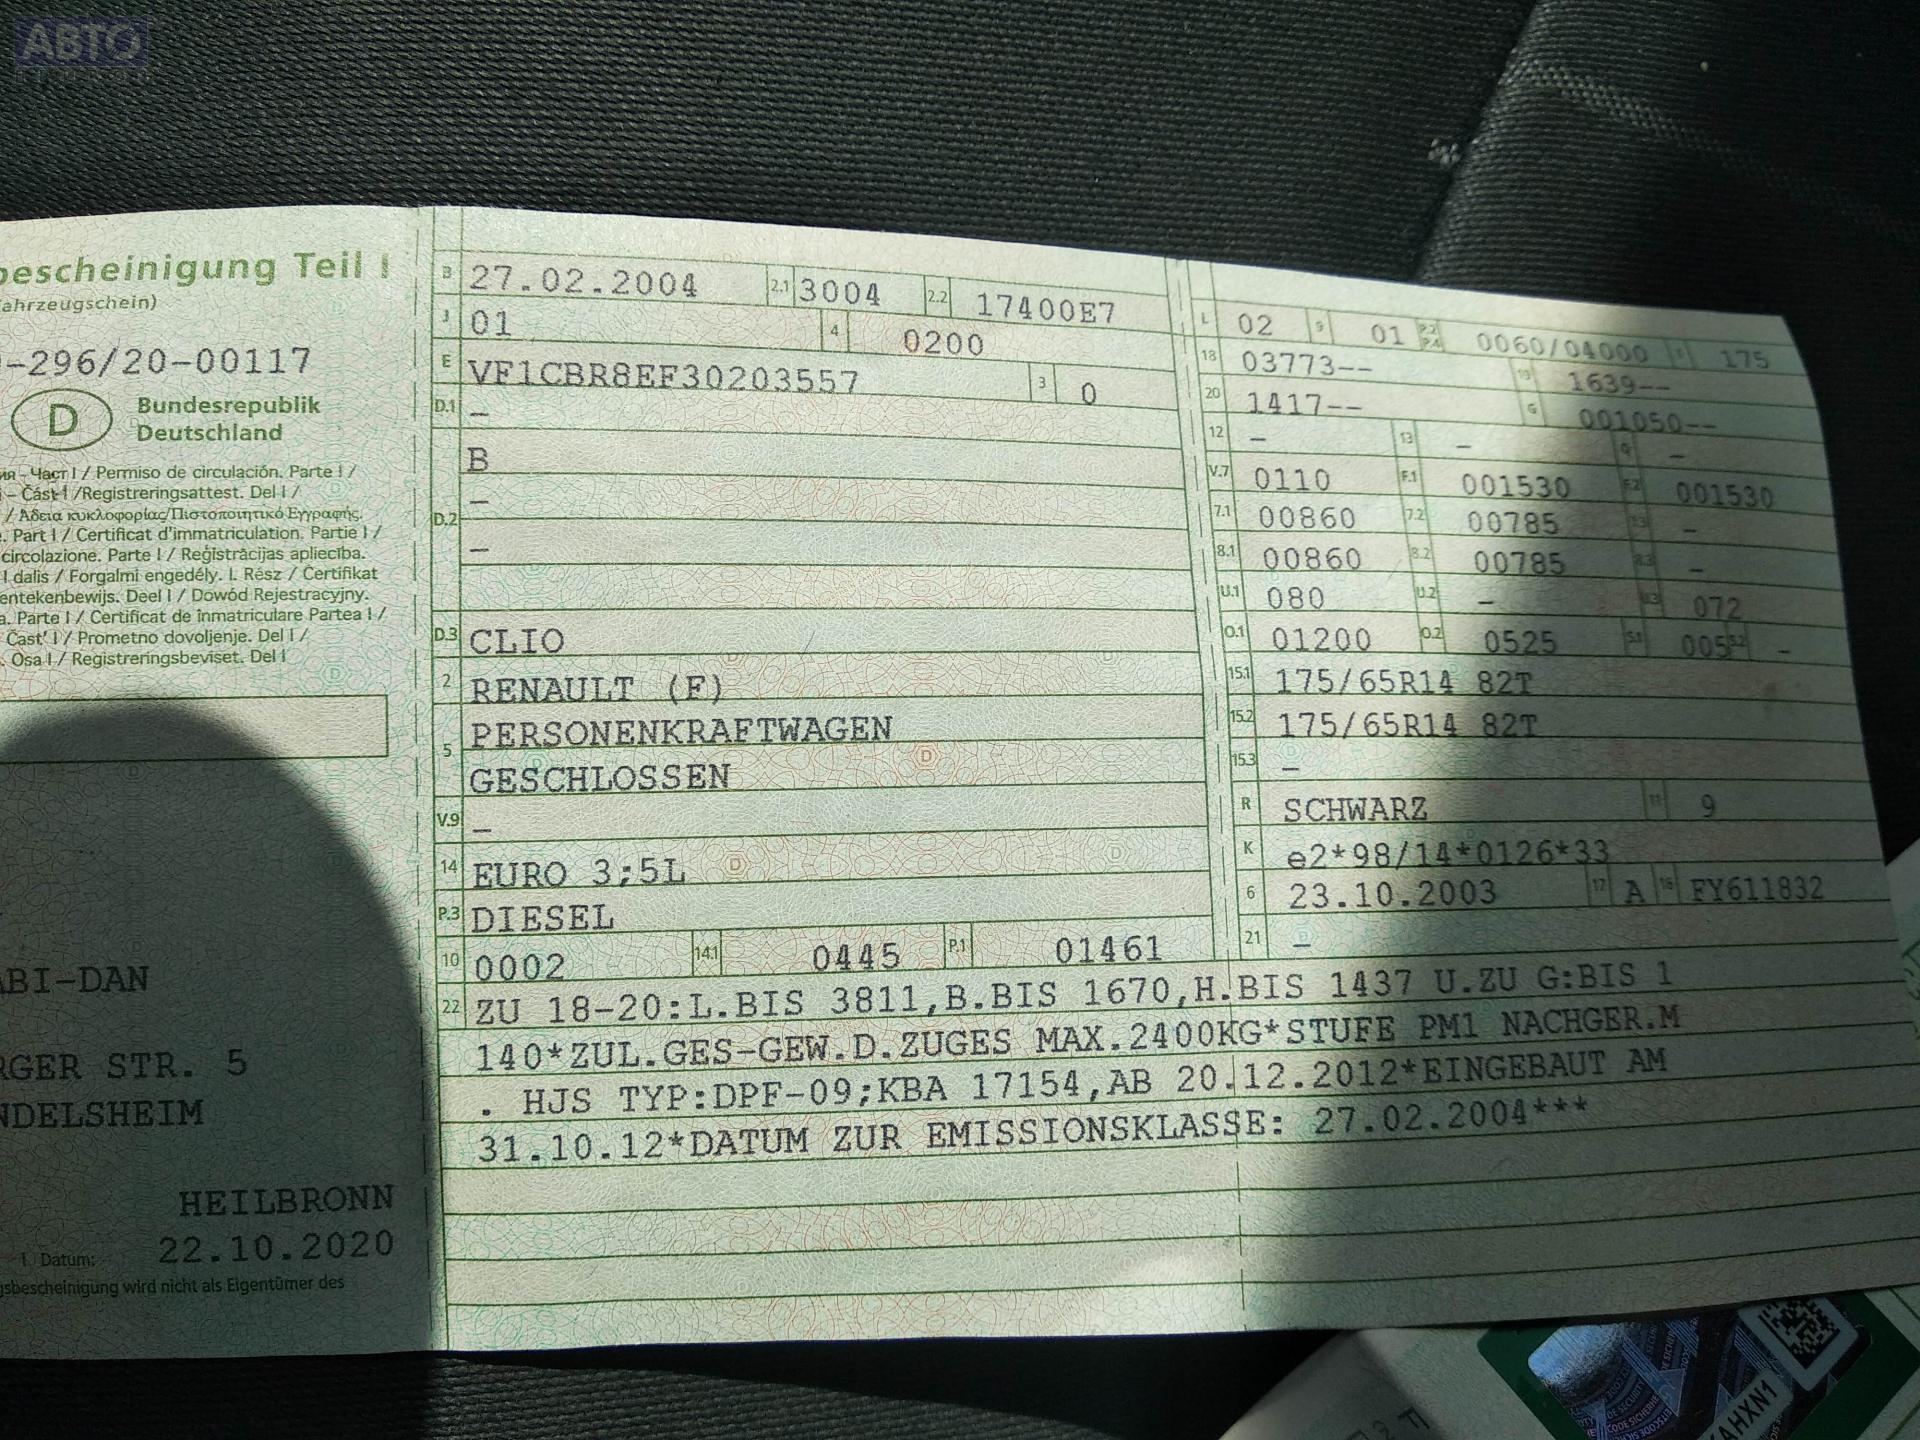 АВТО
bescheinigung Teil I
ahrzeugschein)
-296/20-00117
D
Bundesrepublik
Deutschland
Част I / Permiso de circulación. Parte I /
– Část I /Registreringsattest. Del I /
/ Άδεια κυκλοφορίας/Πιστοποιητικό Εγγραφής.
. Part I / Certificat d'immatriculation. Partie I /
circolazione. Parte I / Reģistrācijas apliecība.
I dalis / Forgalmi engedély. I. Rész / Ċertifikat
entekenbewijs. Deel I / Dowód Rejestracyjny.
a. Parte I / Certificat de înmatriculare Partea I /
Časť I / Prometno dovoljenje. Del I /
. Osa I / Registreringsbeviset. Del I
ABI-DAN
RGER STR. 5
NDELSHEIM
HEILBRONN
Datum: 22.10.2020
gsbescheinigung wird nicht als Eigentümer des
B 27.02.2004 2.1 3004 2.2 17400E7
J 01 4 0200
E VF1CBR8EF30203557 3 0
D.1 –
B
–
D.2
–
D.3 CLIO
2 RENAULT (F)
5 PERSONENKRAFTWAGEN
GESCHLOSSEN
V.9 –
14 EURO 3;5L
P.3 DIESEL
10 0002 14.1 0445 P.1 01461
L 02 9 01 P.2 P.4 0060/04000 T 175
18 03773-- 19 1639--
20 1417-- G 001050--
12 – 13 – Q –
V.7 0110 F.1 001530 F.2 001530
7.1 00860 7.2 00785 7.3 –
8.1 00860 8.2 00785 8.3 –
U.1 080 U.2 – U.3 072
O.1 01200 O.2 0525 S.1 005 S.2 –
15.1 175/65R14 82T
15.2 175/65R14 82T
15.3 –
R SCHWARZ 11 9
K e2*98/14*0126*33
6 23.10.2003 17 A 16 FY611832
21 –
22 ZU 18-20:L.BIS 3811,B.BIS 1670,H.BIS 1437 U.ZU G:BIS 1
140*ZUL.GES-GEW.D.ZUGES MAX.2400KG*STUFE PM1 NACHGER.M
. HJS TYP:DPF-09;KBA 17154,AB 20.12.2012*EINGEBAUT AM
31.10.12*DATUM ZUR EMISSIONSKLASSE: 27.02.2004***
AHXN1